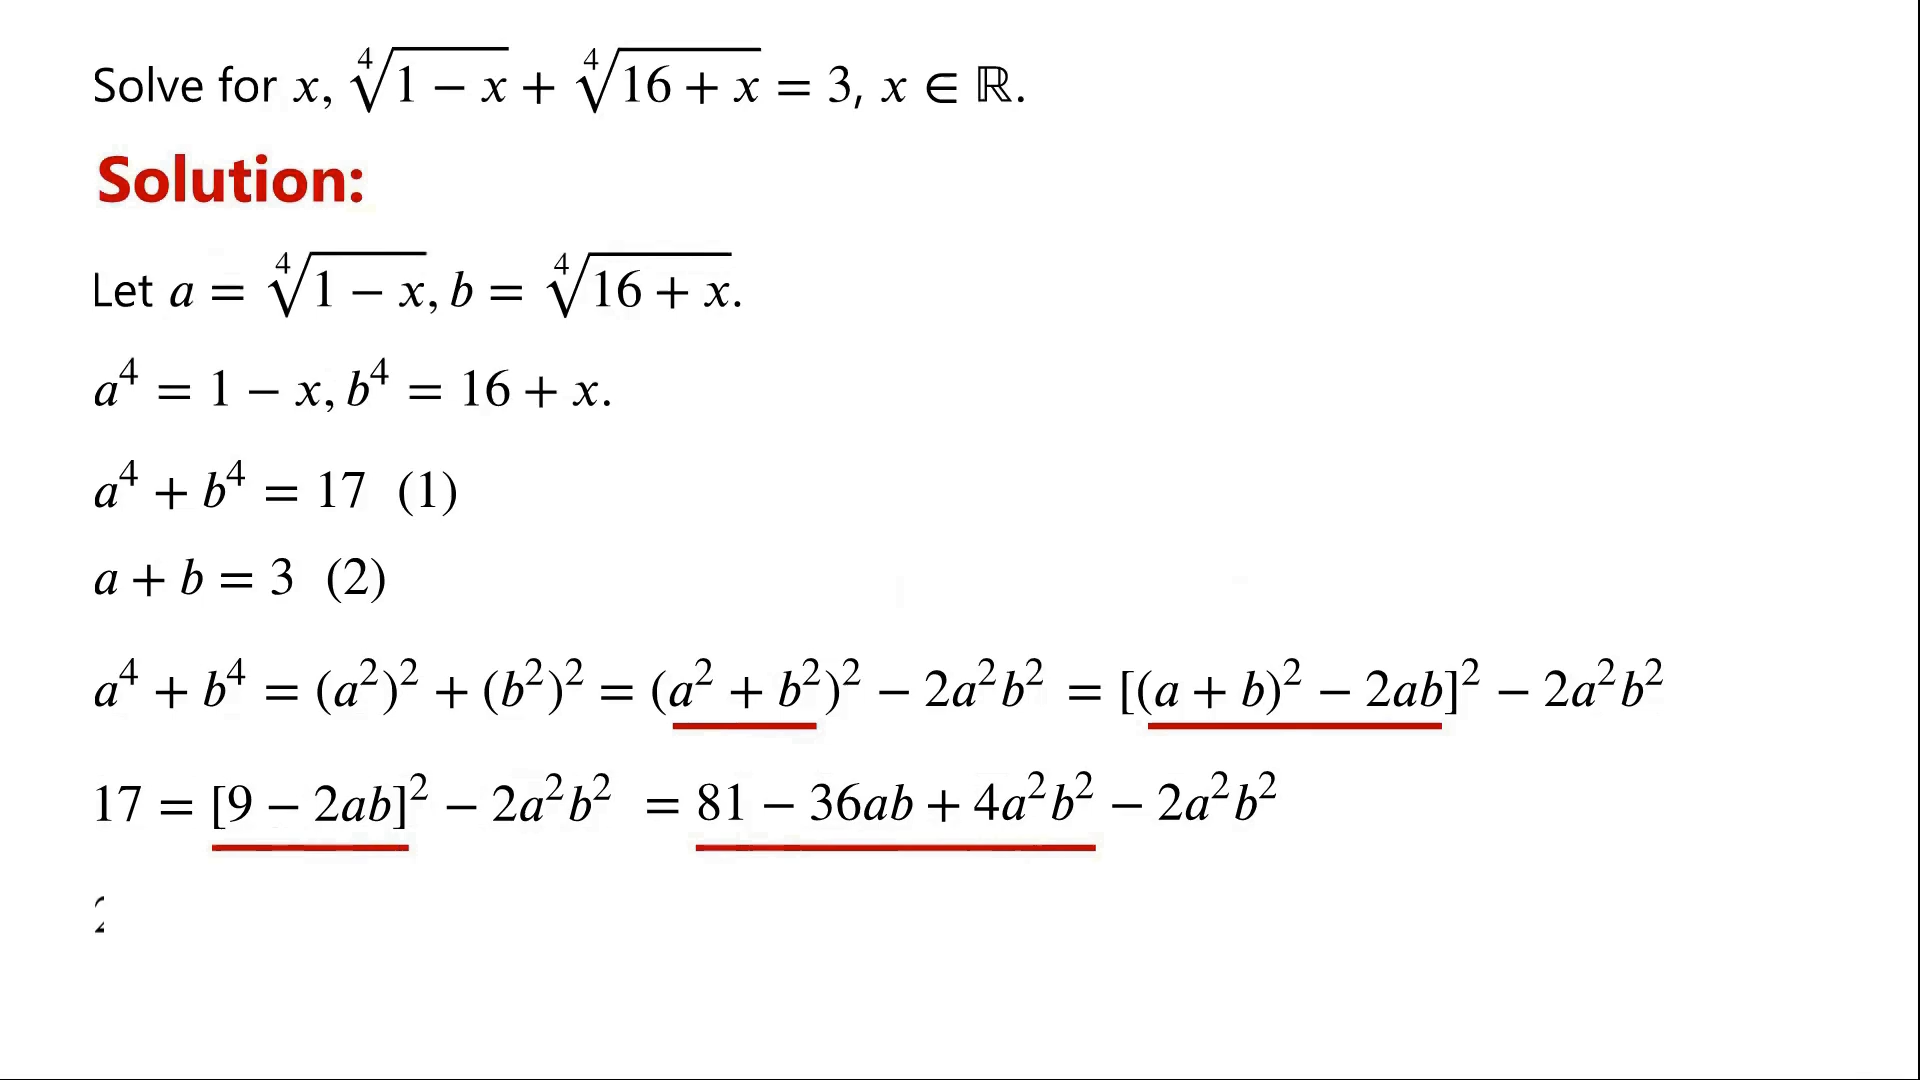 Solve for x, ∜(1 − x) + ∜(16 + x) = 3, x ∈ ℝ.
Solution:
Let a = ∜(1 − x), b = ∜(16 + x).
a⁴ = 1 − x, b⁴ = 16 + x.
a⁴ + b⁴ = 17 (1)
a + b = 3 (2)
a⁴ + b⁴ = (a²)² + (b²)² = (a² + b²)² − 2a²b² = [(a + b)² − 2ab]² − 2a²b²
17 = [9 − 2ab]² − 2a²b² = 81 − 36ab + 4a²b² − 2a²b²